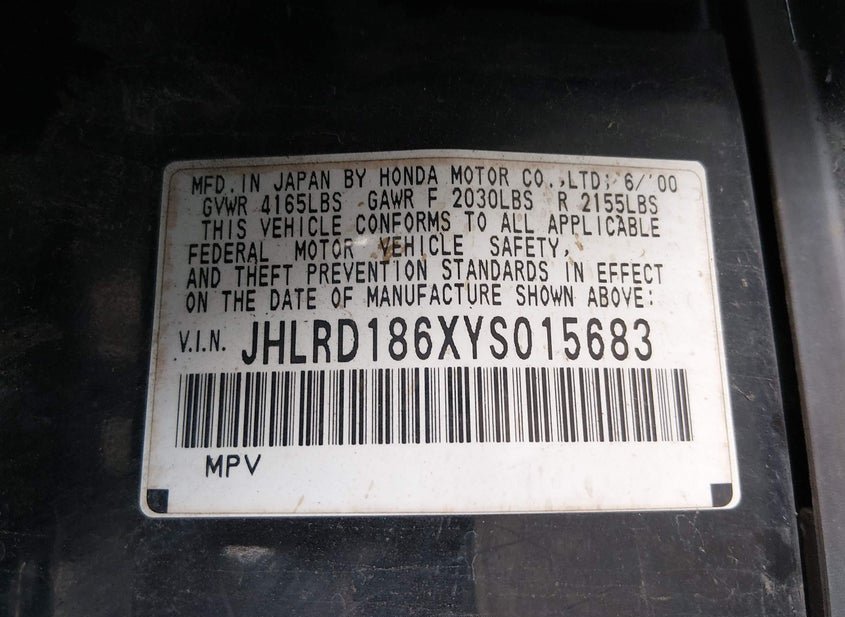 MFD. IN JAPAN BY HONDA MOTOR CO.,LTD; 6/'00
GVWR 4165LBS GAWR F 2030LBS R 2155LBS
THIS VEHICLE CONFORMS TO ALL APPLICABLE
FEDERAL MOTOR VEHICLE SAFETY,
AND THEFT PREVENTION STANDARDS IN EFFECT
ON THE DATE OF MANUFACTURE SHOWN ABOVE:
V.I.N. JHLRD186XYS015683
MPV